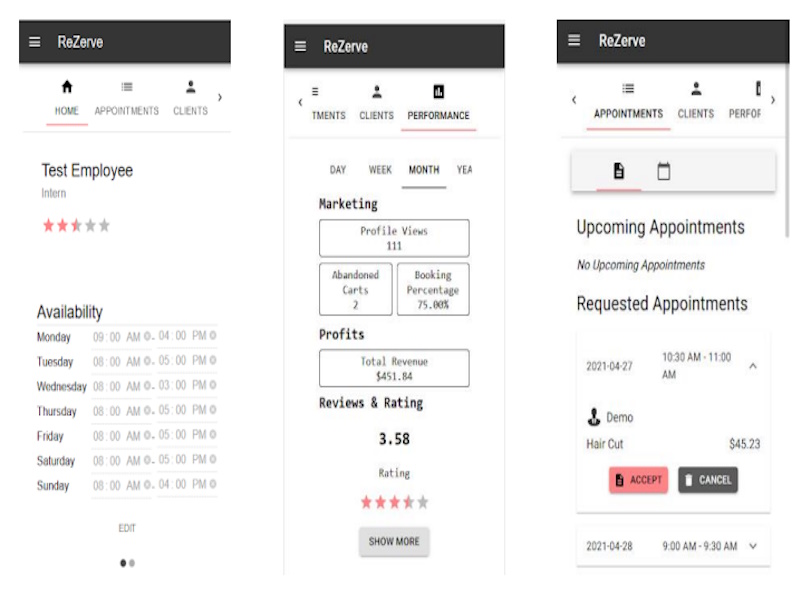 ReZerve
HOME APPOINTMENTS CLIENTS
Test Employee
Intern
Availability
Monday 09:00 AM - 04:00 PM
Tuesday 08:00 AM - 05:00 PM
Wednesday 08:00 AM - 03:00 PM
Thursday 08:00 AM - 05:00 PM
Friday 08:00 AM - 05:00 PM
Saturday 08:00 AM - 05:00 PM
Sunday 08:00 AM - 04:00 PM
EDIT
ReZerve
TMENTS CLIENTS PERFORMANCE
DAY WEEK MONTH YEA
Marketing
Profile Views
111
Abandoned
Carts
2
Booking
Percentage
75.00%
Profits
Total Revenue
$451.84
Reviews & Rating
3.58
Rating
SHOW MORE
ReZerve
APPOINTMENTS CLIENTS PERFOF
Upcoming Appointments
No Upcoming Appointments
Requested Appointments
2021-04-27
10:30 AM - 11:00
AM
Demo
Hair Cut $45.23
ACCEPT CANCEL
2021-04-28 9:00 AM - 9:30 AM